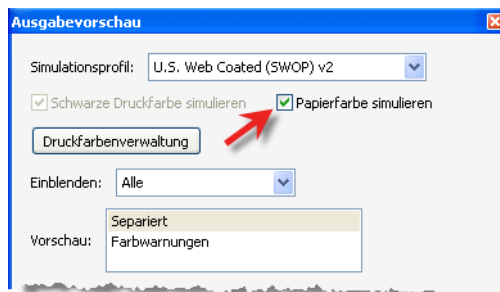 Ausgabevorschau
Simulationsprofil: U.S. Web Coated (SWOP) v2
Schwarze Druckfarbe simulieren Papierfarbe simulieren
Druckfarbenverwaltung
Einblenden: Alle
Separiert
Vorschau: Farbwarnungen